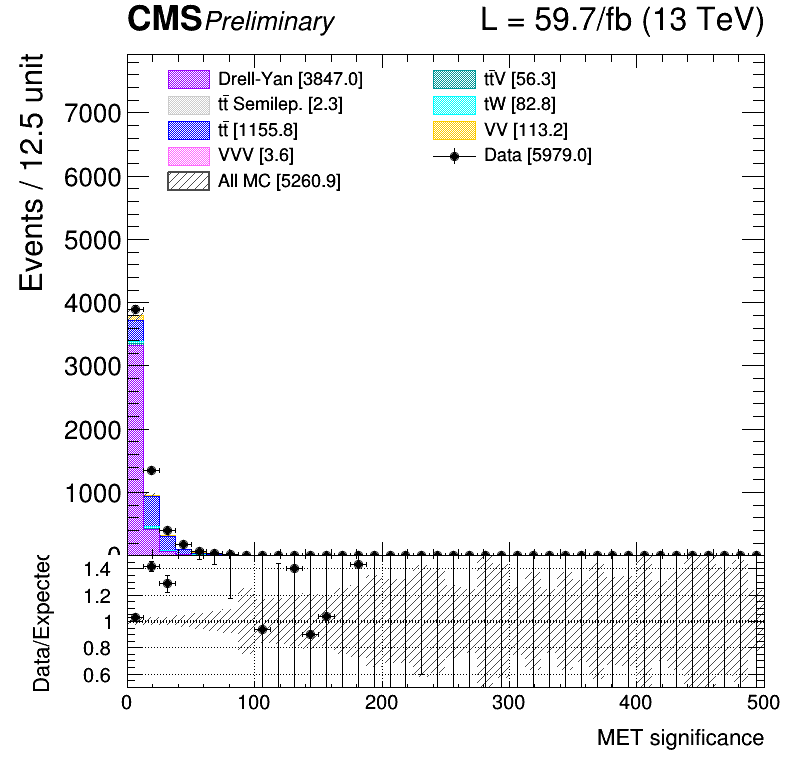 CMS Preliminary L = 59.7/fb (13 TeV)
Events / 12.5 unit
Drell-Yan [3847.0]
tt̄ Semilep. [2.3]
tt̄ [1155.8]
VVV [3.6]
All MC [5260.9]
tt̄V [56.3]
tW [82.8]
VV [113.2]
Data [5979.0]
7000
6000
5000
4000
3000
2000
1000
0
Data/Expected
1.4
1.2
1
0.8
0.6
0 100 200 300 400 500
MET significance